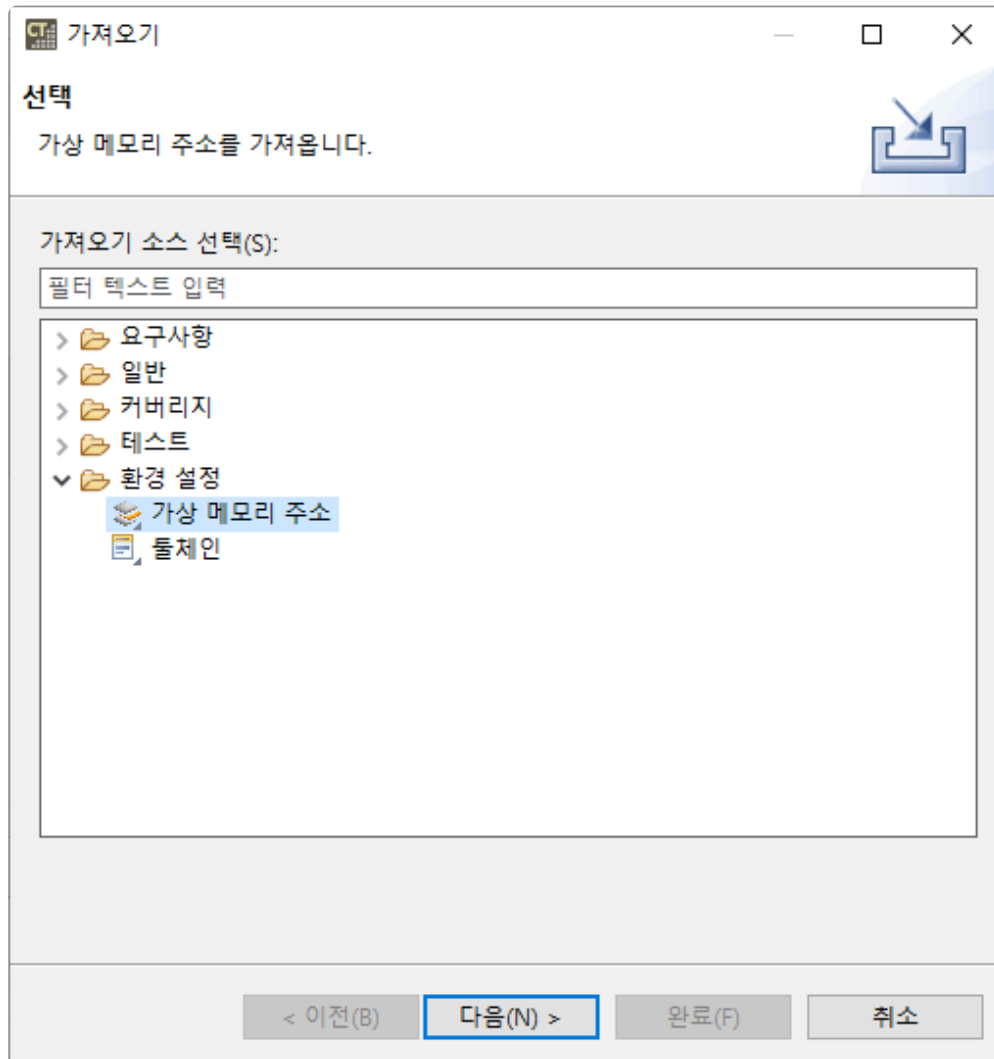 가져오기
선택
가상 메모리 주소를 가져옵니다.
가져오기 소스 선택(S):
필터 텍스트 입력
요구사항
일반
커버리지
테스트
환경 설정
가상 메모리 주소
툴체인
< 이전(B) 다음(N) > 완료(F) 취소